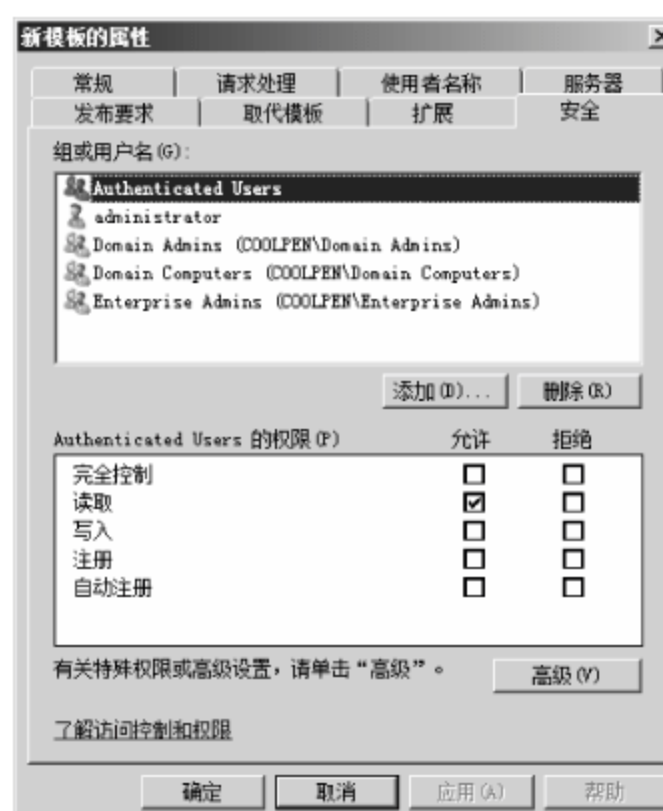 新模板的属性
常规 请求处理 使用者名称 服务器
发布要求 取代模板 扩展 安全
组或用户名(G):
Authenticated Users
administrator
Domain Admins (COOLPEN\Domain Admins)
Domain Computers (COOLPEN\Domain Computers)
Enterprise Admins (COOLPEN\Enterprise Admins)
添加(D)... 删除(R)
Authenticated Users 的权限(P) 允许 拒绝
完全控制
读取
写入
注册
自动注册
有关特殊权限或高级设置，请单击“高级”。 高级(V)
了解访问控制和权限
确定 取消 应用(A) 帮助